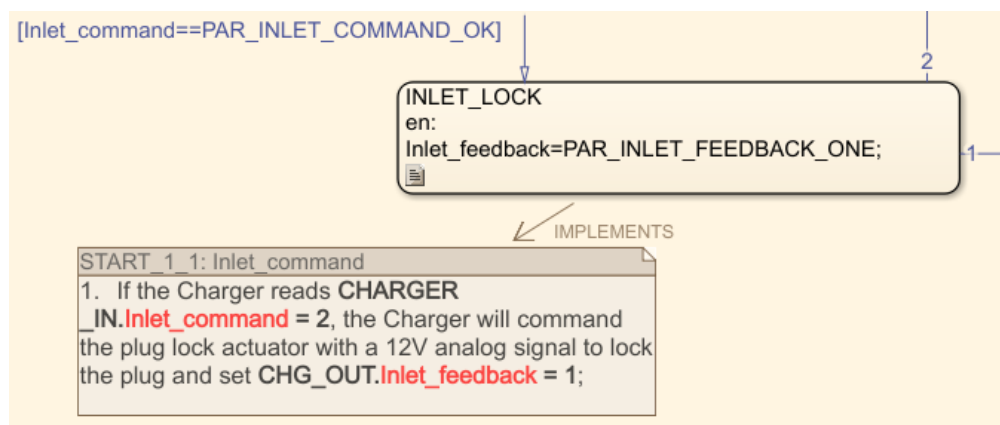 [Inlet_command==PAR_INLET_COMMAND_OK]
2
INLET_LOCK
en:
Inlet_feedback=PAR_INLET_FEEDBACK_ONE;
1
IMPLEMENTS
START_1_1: Inlet_command
1. If the Charger reads CHARGER
_IN.Inlet_command = 2, the Charger will command
the plug lock actuator with a 12V analog signal to lock
the plug and set CHG_OUT.Inlet_feedback = 1;